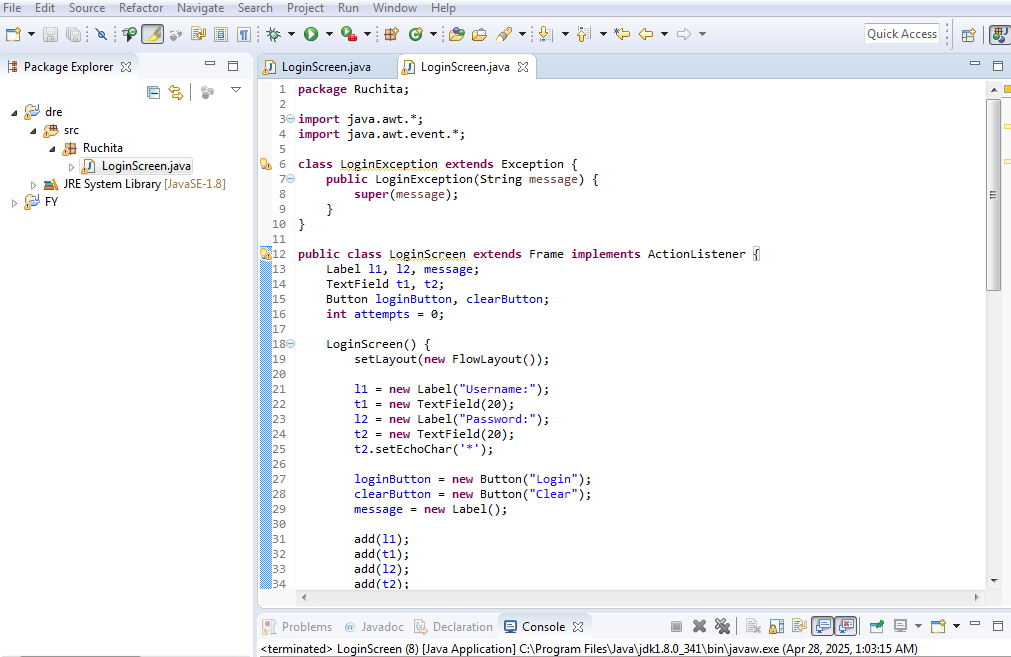 File Edit Source Refactor Navigate Search Project Run Window Help
Quick Access
Package Explorer
LoginScreen.java
LoginScreen.java
dre
src
Ruchita
LoginScreen.java
JRE System Library [JavaSE-1.8]
FY
1 package Ruchita;
2
3 import java.awt.*;
4 import java.awt.event.*;
5
6 class LoginException extends Exception {
7 public LoginException(String message) {
8 super(message);
9 }
10 }
11
12 public class LoginScreen extends Frame implements ActionListener {
13 Label l1, l2, message;
14 TextField t1, t2;
15 Button loginButton, clearButton;
16 int attempts = 0;
17
18 LoginScreen() {
19 setLayout(new FlowLayout());
20
21 l1 = new Label("Username:");
22 t1 = new TextField(20);
23 l2 = new Label("Password:");
24 t2 = new TextField(20);
25 t2.setEchoChar('*');
26
27 loginButton = new Button("Login");
28 clearButton = new Button("Clear");
29 message = new Label();
30
31 add(l1);
32 add(t1);
33 add(l2);
34 add(t2);
Problems @ Javadoc Declaration Console
<terminated> LoginScreen (8) [Java Application] C:\Program Files\Java\jdk1.8.0_341\bin\javaw.exe (Apr 28, 2025, 1:03:15 AM)